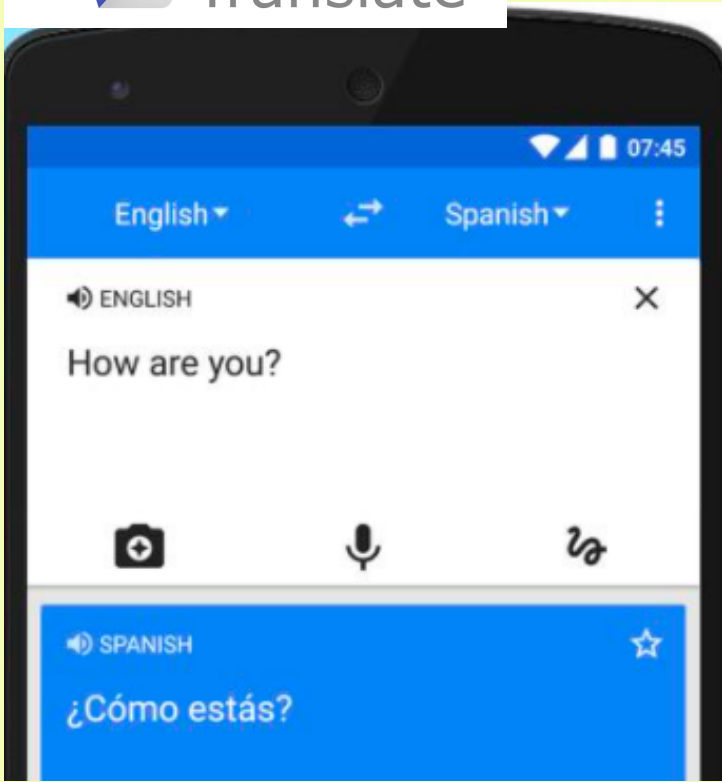 Translate
07:45
English Spanish
ENGLISH
How are you?
SPANISH
¿Cómo estás?